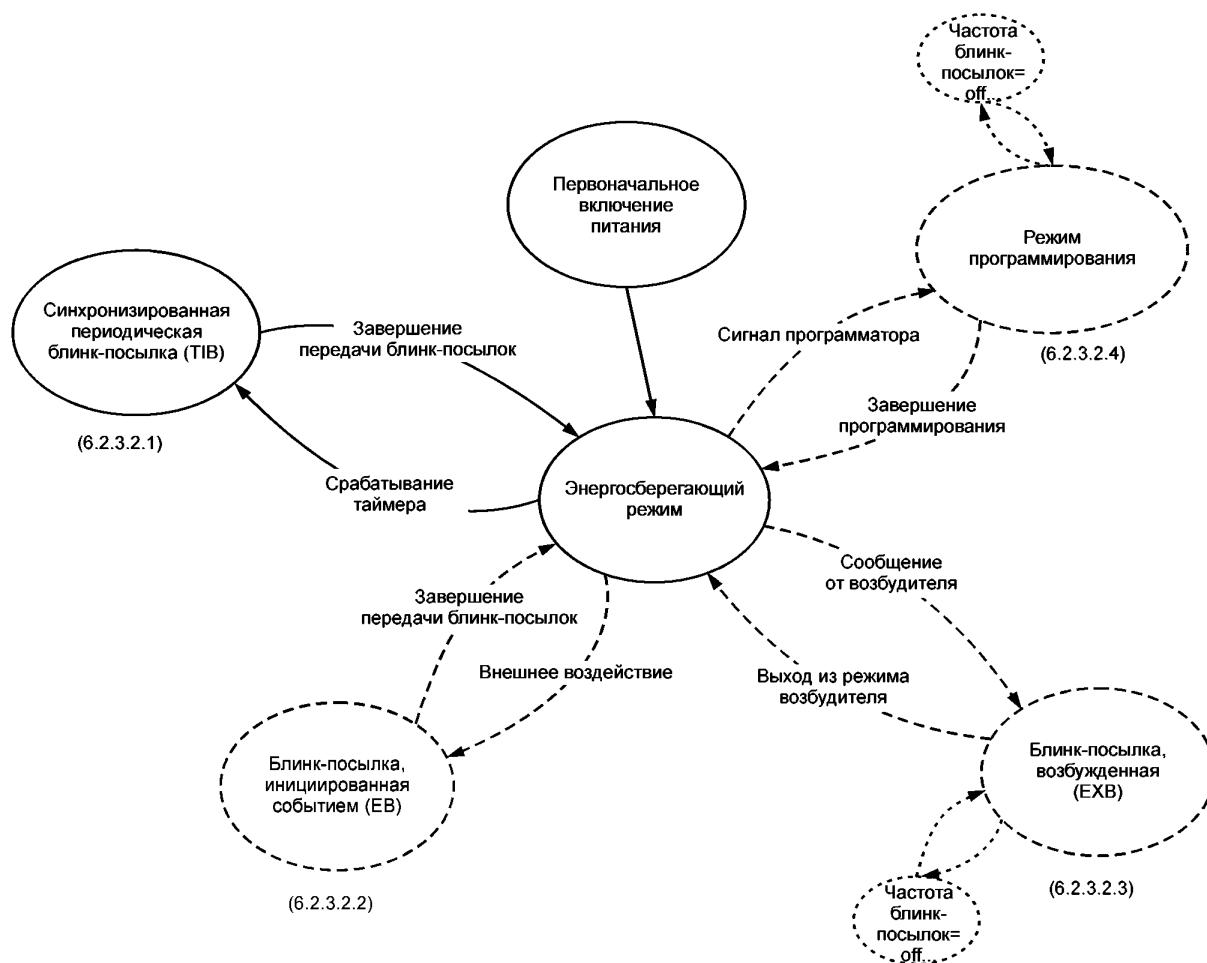 Частота
блинк-
посылок=
off...
Первоначальное
включение
питания
Режим
программирования
(6.2.3.2.4)
Синхронизированная
периодическая
блинк-посылка (TIB)
(6.2.3.2.1)
Завершение
передачи блинк-посылок
Сигнал программатора
Завершение
программирования
Срабатывание
таймера
Энергосберегающий
режим
Сообщение
от возбудителя
Завершение
передачи блинк-посылок
Внешнее воздействие
Выход из режима
возбудителя
Блинк-посылка,
инициированная
событием (EB)
(6.2.3.2.2)
Блинк-посылка,
возбужденная
(EXB)
(6.2.3.2.3)
Частота
блинк-
посылок=
off...